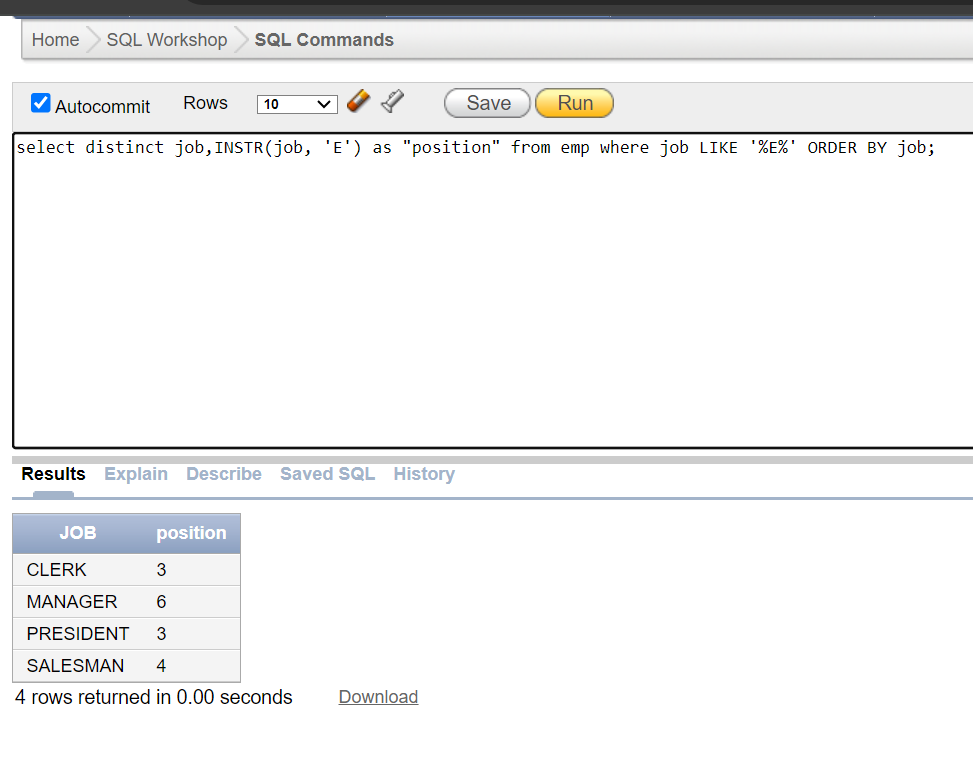 Home SQL Workshop SQL Commands
Autocommit Rows 10 Save Run
select distinct job,INSTR(job, 'E') as "position" from emp where job LIKE '%E%' ORDER BY job;
Results Explain Describe Saved SQL History
JOB position
CLERK 3
MANAGER 6
PRESIDENT 3
SALESMAN 4
4 rows returned in 0.00 seconds Download